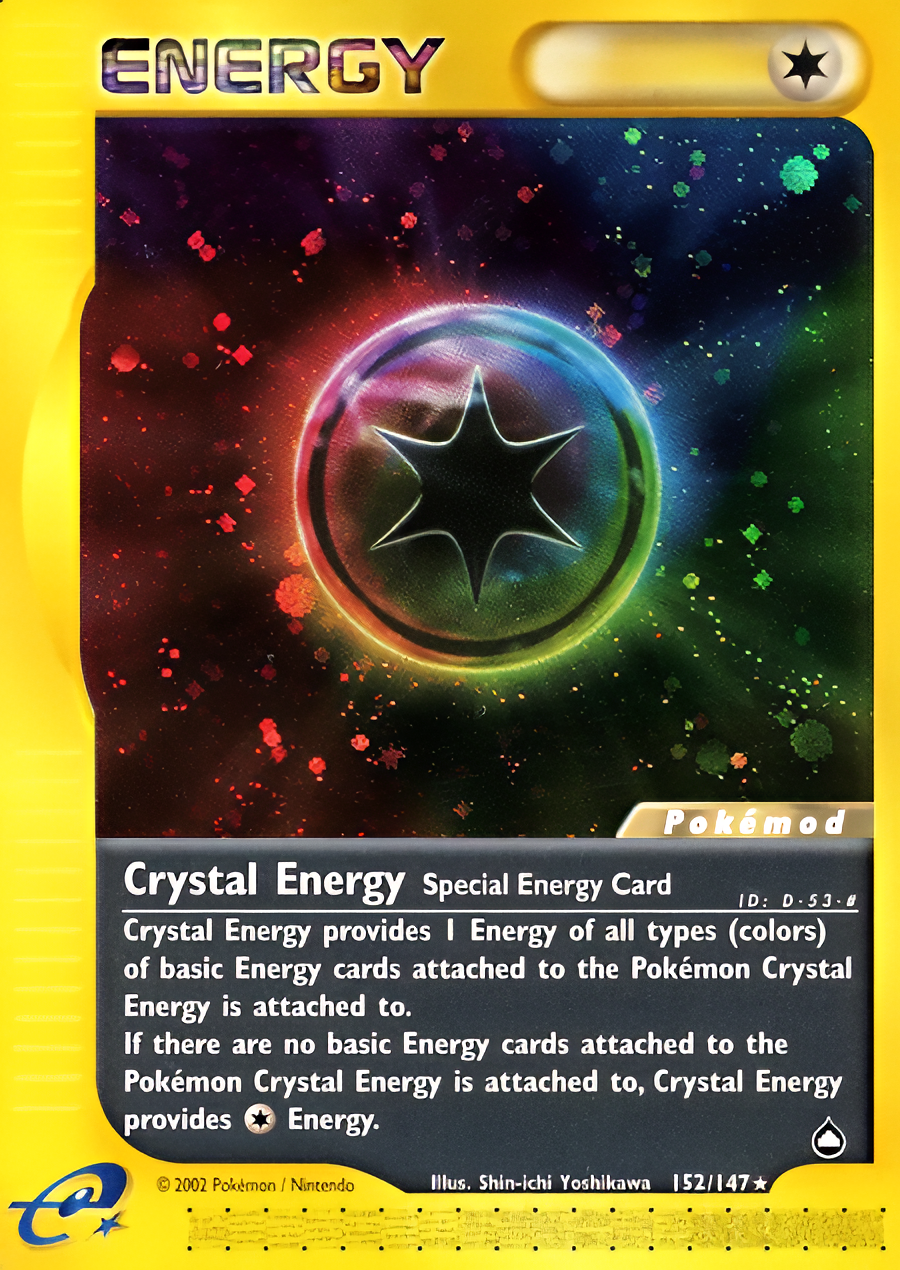 ENERGY
Pokémod
Crystal Energy Special Energy Card
ID: D-53-#
Crystal Energy provides 1 Energy of all types (colors)
of basic Energy cards attached to the Pokémon Crystal
Energy is attached to.
If there are no basic Energy cards attached to the
Pokémon Crystal Energy is attached to, Crystal Energy
provides Energy.
© 2002 Pokémon / Nintendo
Illus. Shin-ichi Yoshikawa 152/147★